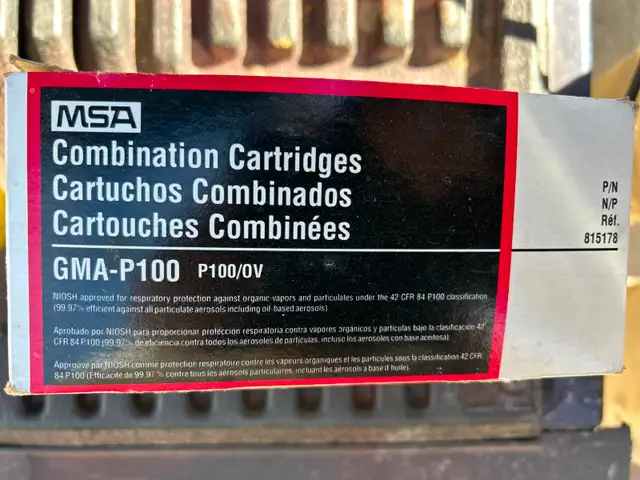 MSA
Combination Cartridges
Cartuchos Combinados
Cartouches Combinées
GMA-P100 P100/OV
NIOSH approved for respiratory protection against organic-vapors and particulates under the 42 CFR 84 P100 classification
(99.97% efficient against all particulate aerosols including oil-based aerosols)
Aprobado por NIOSH para proporcionar protección respiratoria contra vapores orgánicos y partículas bajo la clasificación 42
CFR 84 P100 (99.97% de eficiencia contra todos los aerosoles de partículas, incluso los aerosoles con base aceitosa)
Approuvé par NIOSH comme protection respiratoire contre les vapeurs organiques et les particules sous la classification 42 CFR
84 P100 (Efficacité de 99.97 % contre tous les aérosols particulaires, incluant les aérosols à base d'huile).
P/N
N/P
Réf.
815178